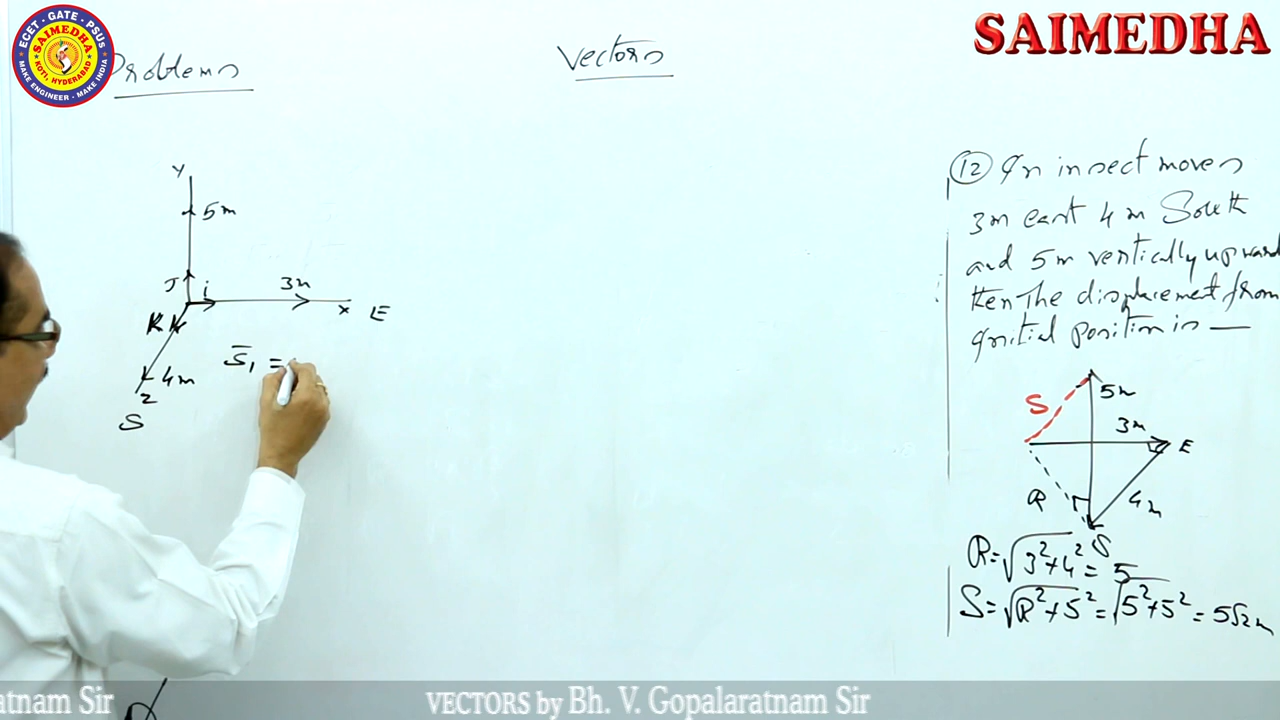 ECET - GATE - PSUS
SAIMEDHA
KOTI, HYDERABAD
MAKE ENGINEER - MAKE INDIA
SAIMEDHA
Problems
Vectors
Y
5m
J
i
3m
x E
K
4m
Z
S
S̅₁ =
(12) An insect moves
3m east 4m South
and 5m vertically upward
then The displacement from
initial position is —
S
5m
3m
E
R
4m
S
R = √3²+4² = 5
S = √R²+5² = √5²+5² = 5√2 m
atnam Sir
VECTORS by Bh. V. Gopalaratnam Sir